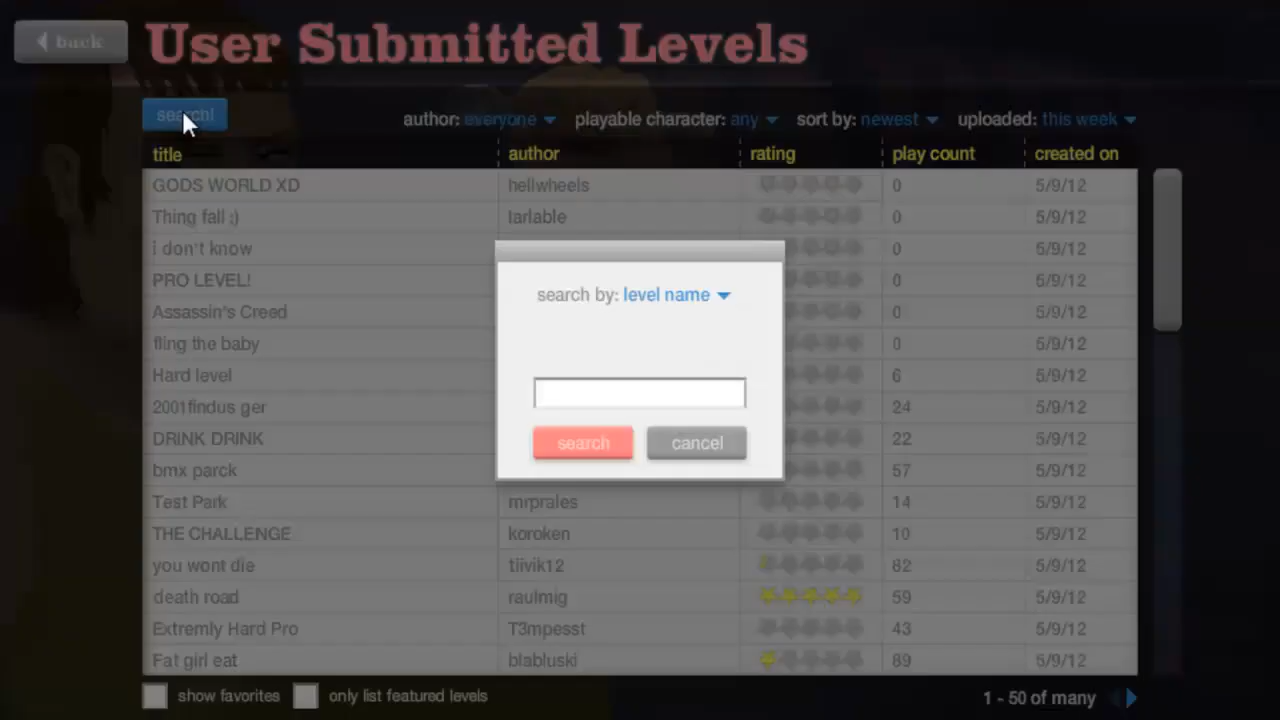 back
User Submitted Levels
search!
author: everyone playable character: any sort by: newest uploaded: this week
title author rating play count created on
GODS WORLD XD hellwheels 0 5/9/12
Thing fall ;) larlable 0 5/9/12
i don't know 0 5/9/12
PRO LEVEL! 0 5/9/12
Assassin's Creed 0 5/9/12
fling the baby 0 5/9/12
Hard level 6 5/9/12
2001findus ger 24 5/9/12
DRINK DRINK 22 5/9/12
bmx parck 57 5/9/12
Test Park mrprales 14 5/9/12
THE CHALLENGE koroken 10 5/9/12
you wont die tiivik12 82 5/9/12
death road raulmig 59 5/9/12
Extremly Hard Pro T3mpesst 43 5/9/12
Fat girl eat blabluski 89 5/9/12
search by: level name
search cancel
show favorites only list featured levels 1 - 50 of many